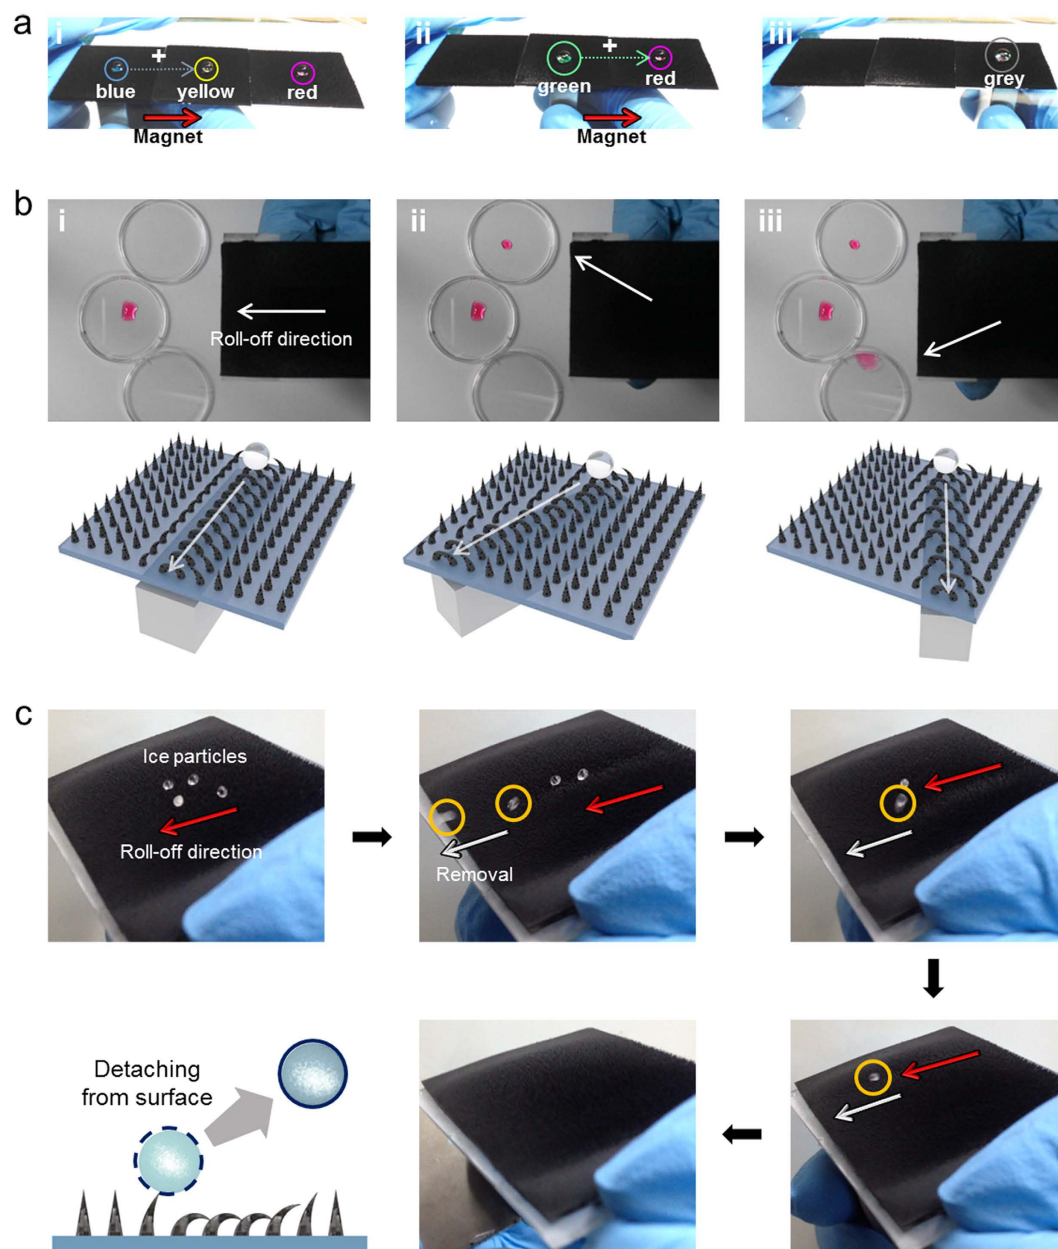 a
i
+
blue
yellow
red
Magnet
ii
+
green
red
Magnet
iii
grey
b
i
Roll-off direction
ii
iii
c
Ice particles
Roll-off direction
Removal
Detaching
from surface